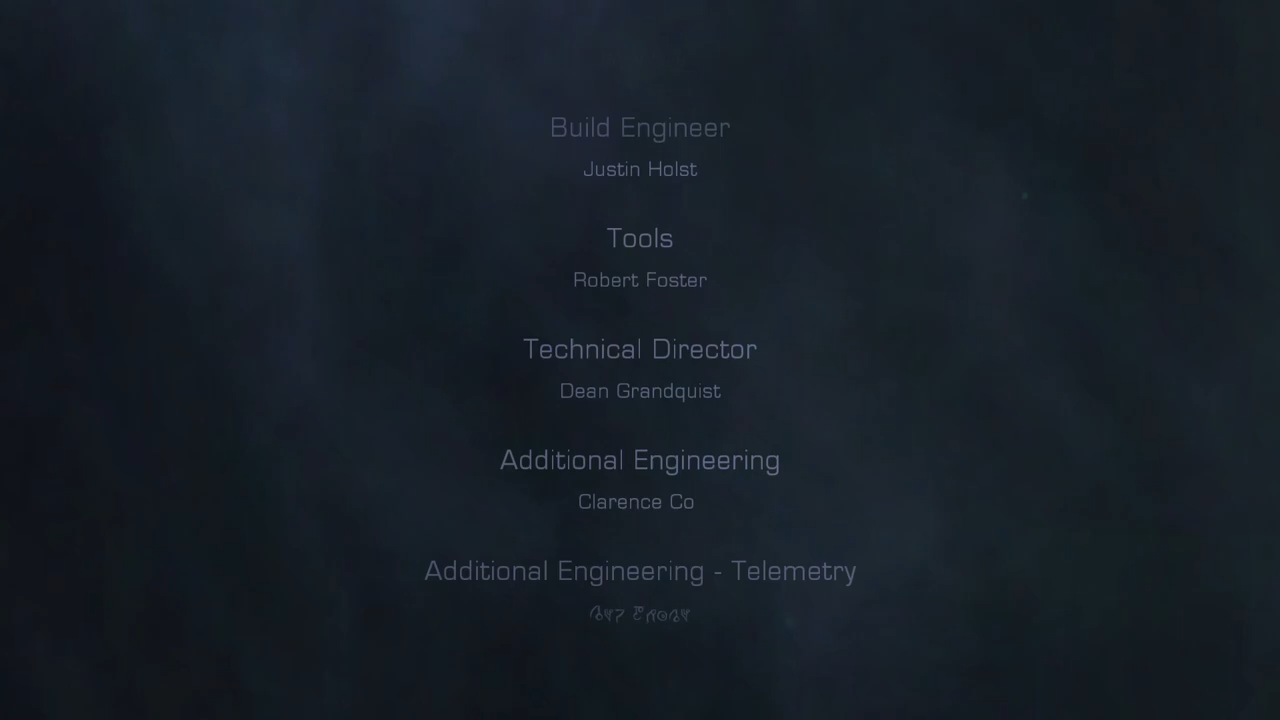 Build Engineer
Justin Holst
Tools
Robert Foster
Technical Director
Dean Grandquist
Additional Engineering
Clarence Co
Additional Engineering - Telemetry